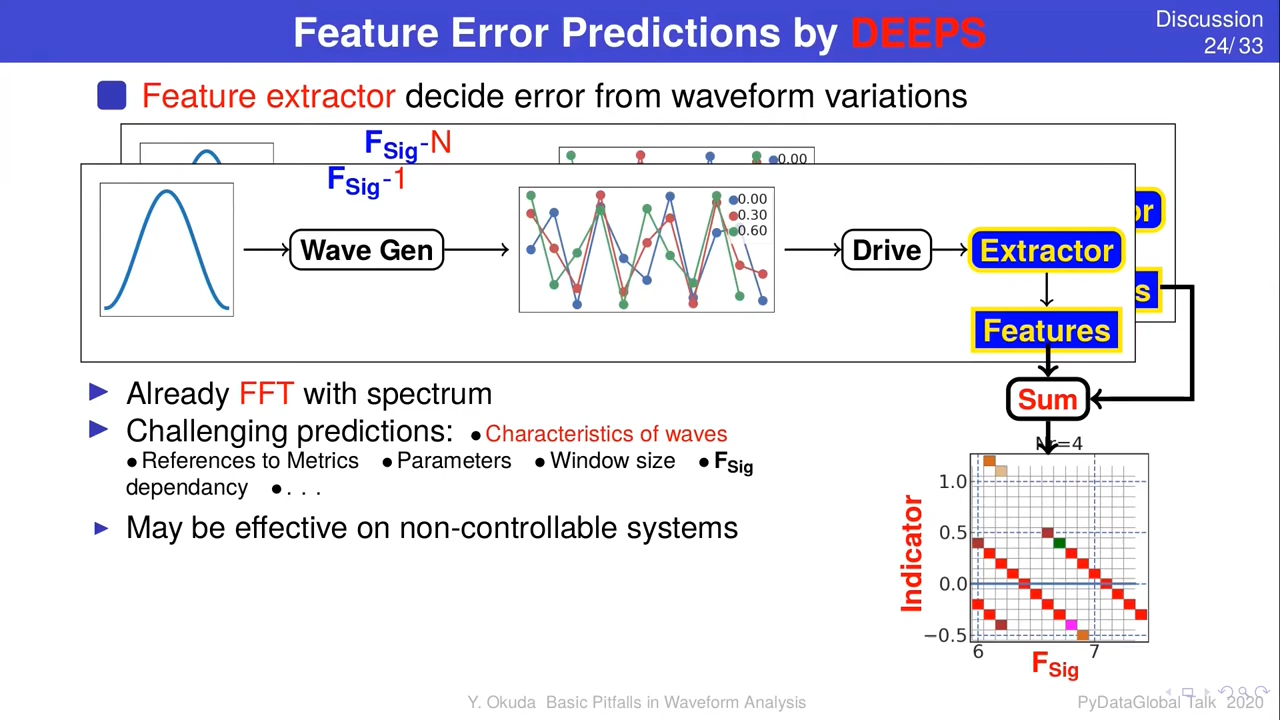 Feature Error Predictions by DEEPS
Discussion
24/ 33
Feature extractor decide error from waveform variations
FSig-N
0.00
or
s
FSig-1
0.00
0.30
0.60
Wave Gen
Drive
Extractor
Features
Sum
Already FFT with spectrum
Challenging predictions: • Characteristics of waves
• References to Metrics • Parameters • Window size • FSig
dependancy • . . .
May be effective on non-controllable systems
=4
1.0
0.5
0.0
−0.5
6
7
Indicator
FSig
Y. Okuda Basic Pitfalls in Waveform Analysis
PyDataGlobal Talk 2020